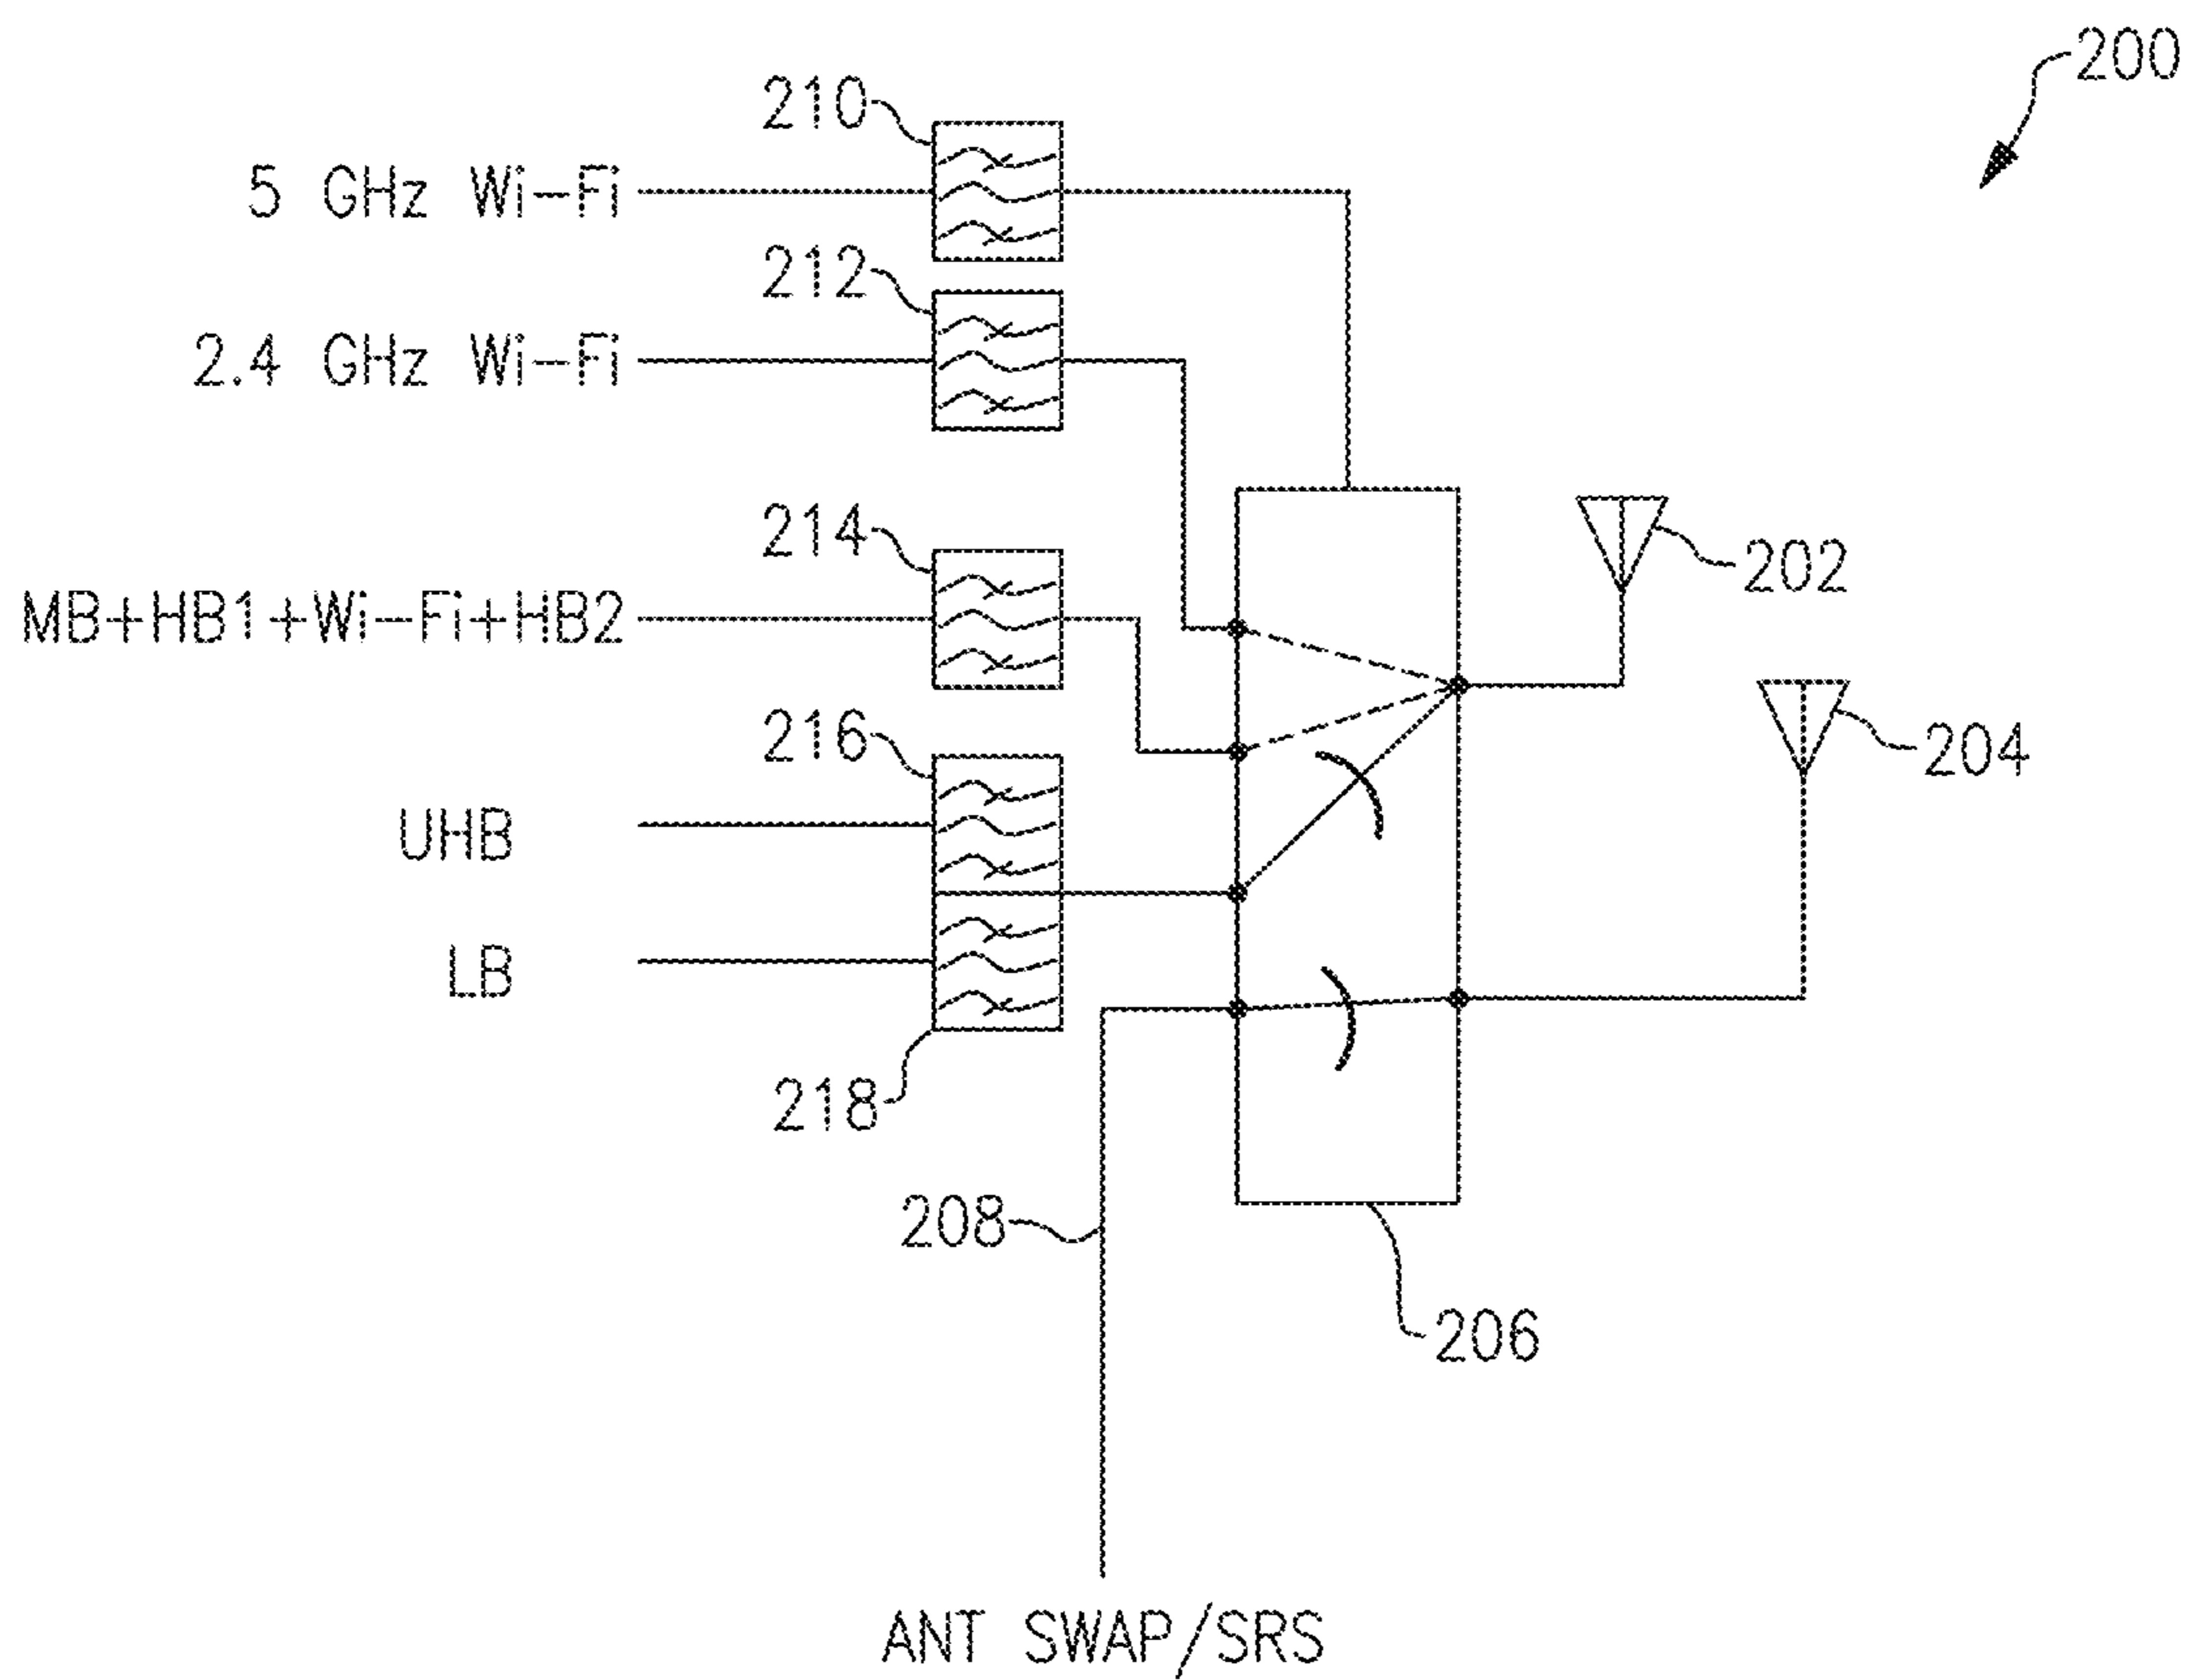 200
210
5 GHz Wi-Fi
212
2.4 GHz Wi-Fi
214
202
MB+HB1+Wi-Fi+HB2
216
204
UHB
LB
218
208
206
ANT SWAP/SRS